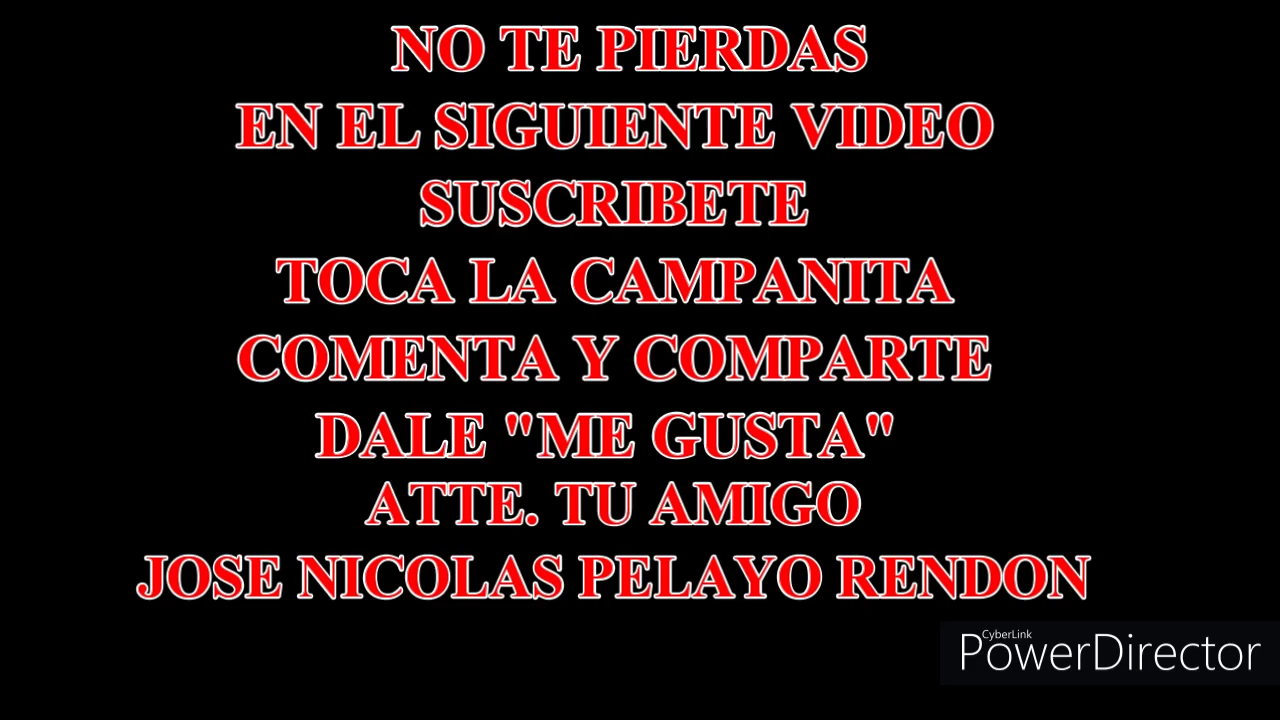 NO TE PIERDAS
EN EL SIGUIENTE VIDEO
SUSCRIBETE
TOCA LA CAMPANITA
COMENTA Y COMPARTE
DALE "ME GUSTA"
ATTE. TU AMIGO
JOSE NICOLAS PELAYO RENDON
CyberLink
PowerDirector